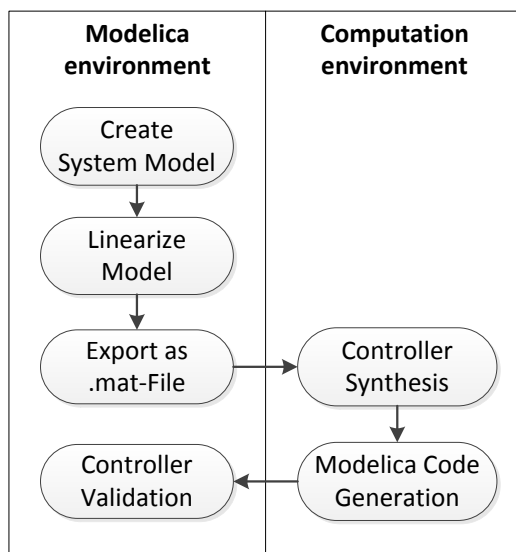 Modelica
environment
Computation
environment
Create
System Model
Linearize
Model
Export as
.mat-File
Controller
Synthesis
Modelica Code
Generation
Controller
Validation